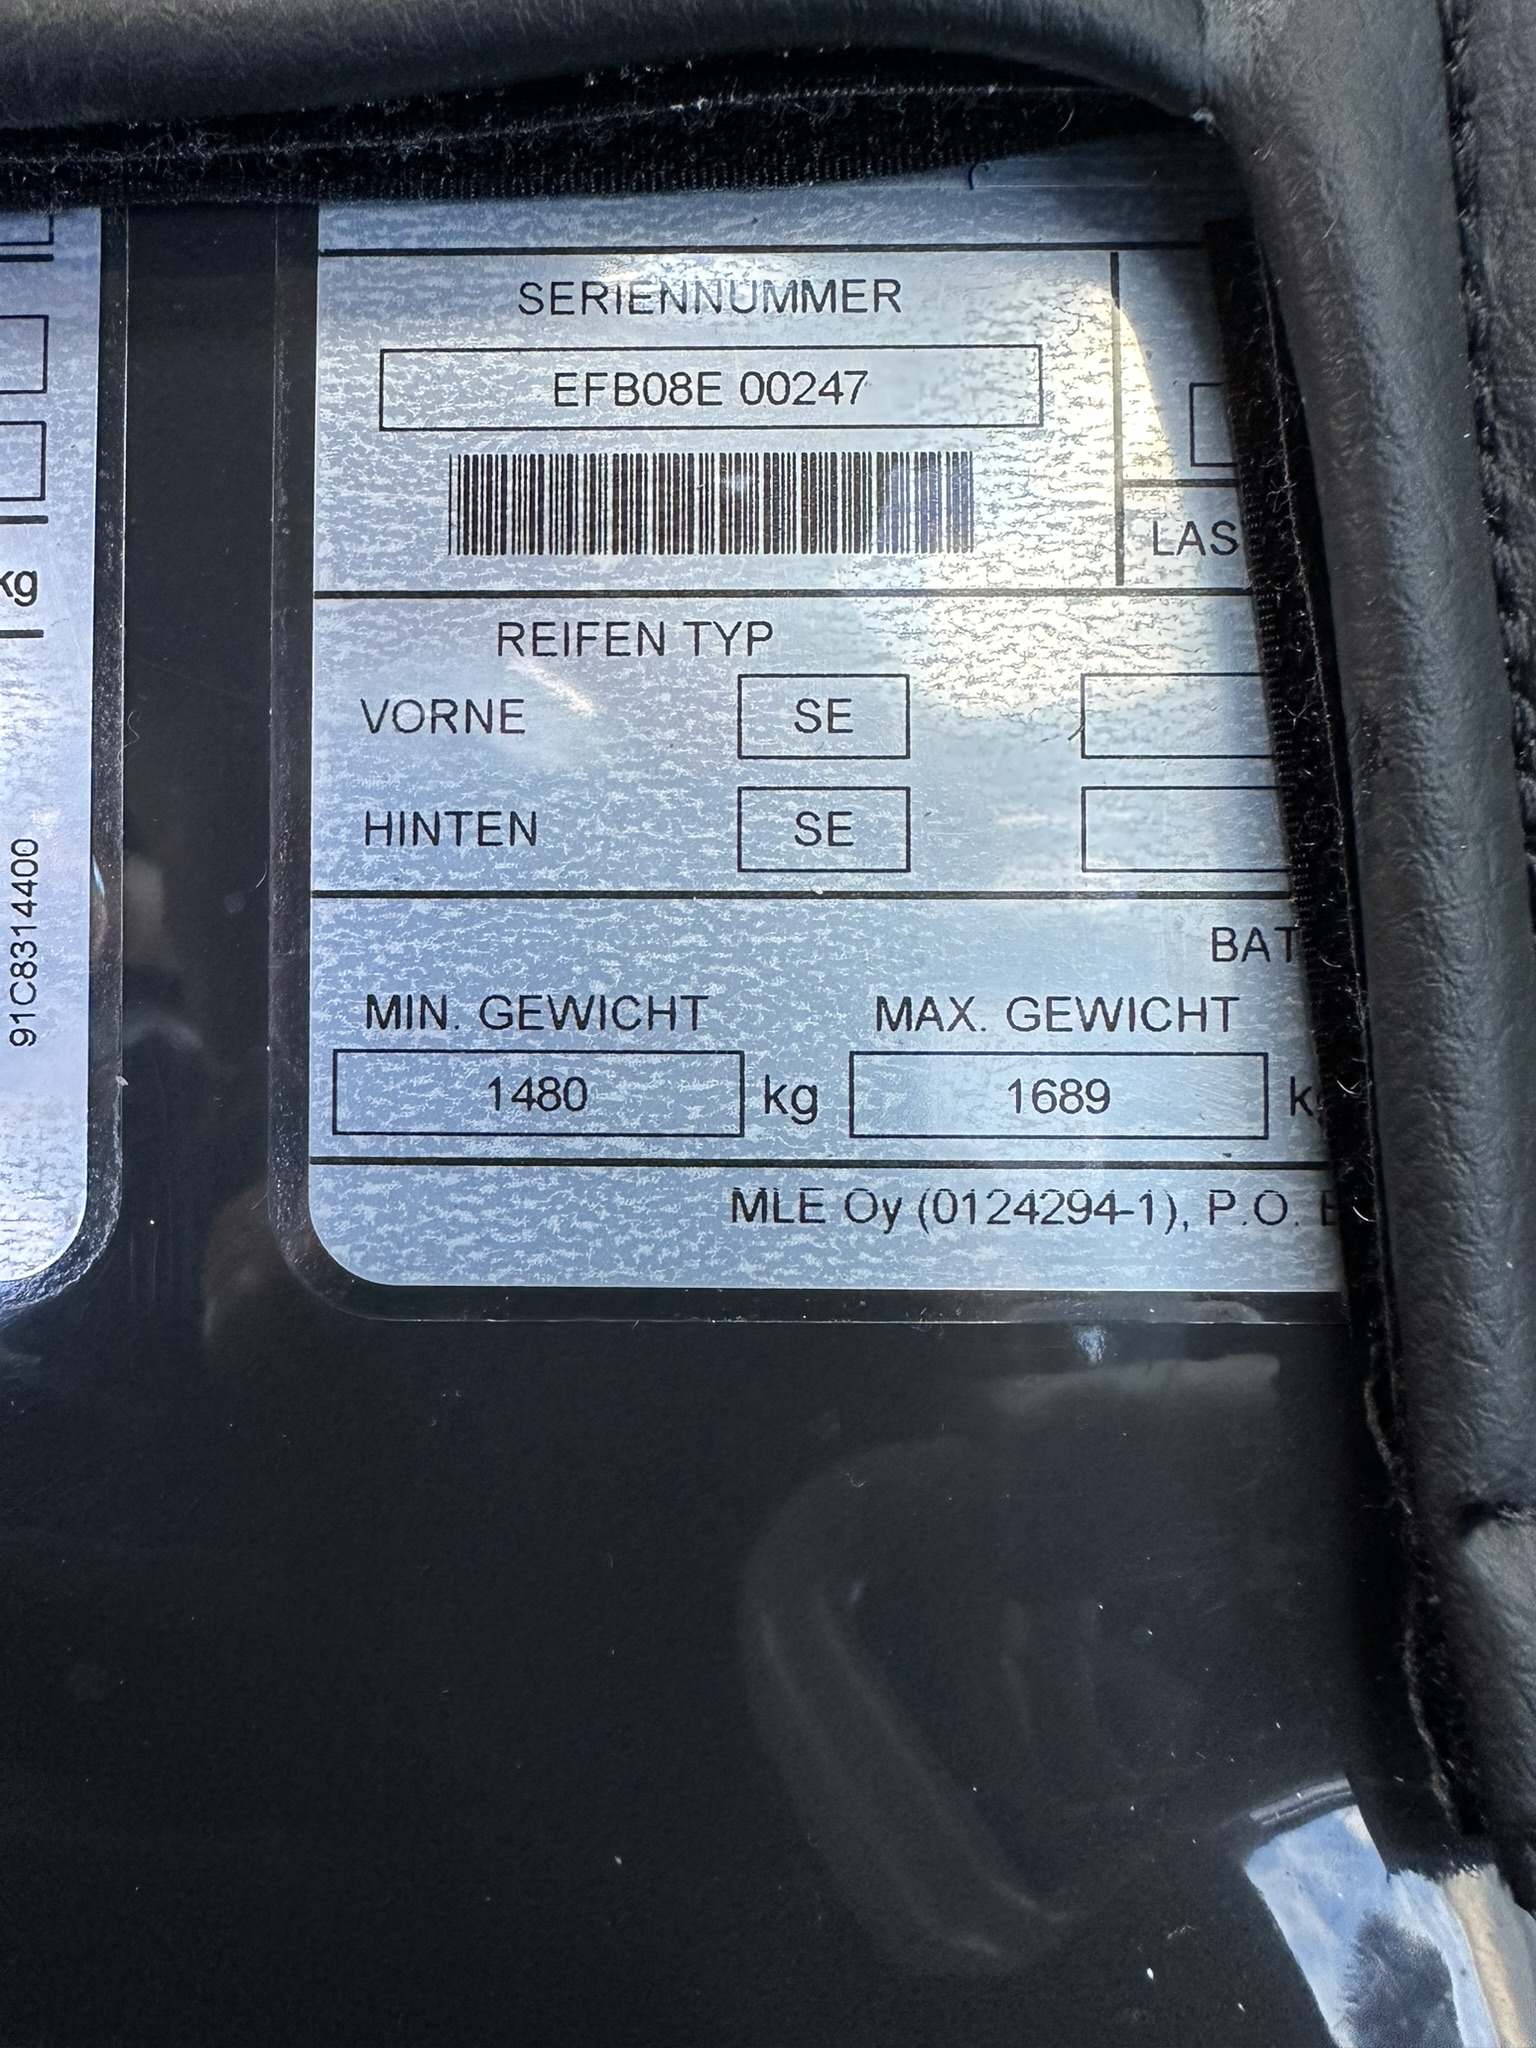 SERIENNUMMER
EFB08E 00247
LAS
REIFEN TYP
VORNE SE
HINTEN SE
BAT
MIN. GEWICHT MAX. GEWICHT
1480 kg 1689 k
MLE Oy (0124294-1), P.O.
kg
91C8314400